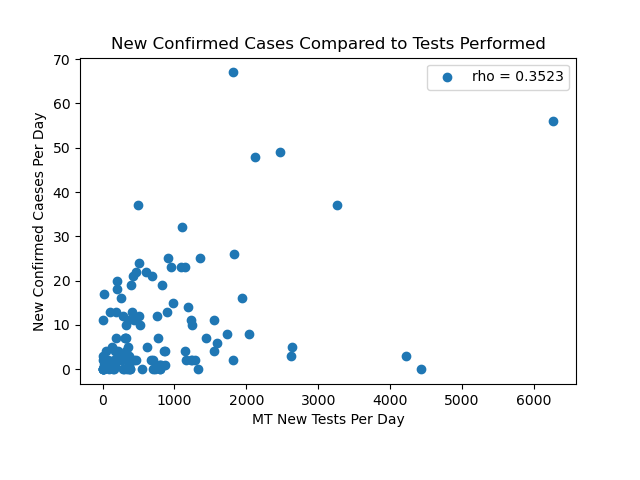 New Confirmed Cases Compared to Tests Performed
rho = 0.3523
New Confirmed Caeses Per Day
70
60
50
40
30
20
10
0
0 1000 2000 3000 4000 5000 6000
MT New Tests Per Day